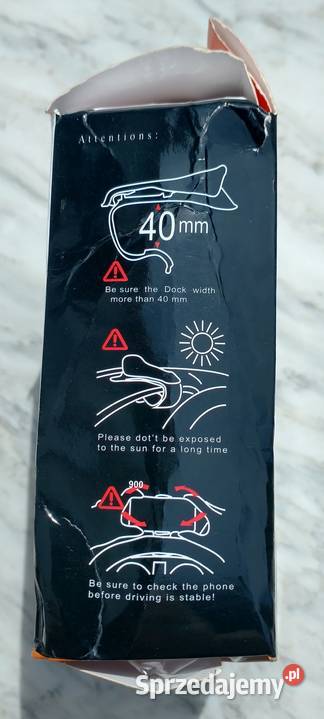 Attentions:
40mm
Be sure the Dock width
more than 40 mm
Please dot't be exposed
to the sun for a long time
900
Be sure to check the phone
before driving is stable!
Sprzedajemy.pl